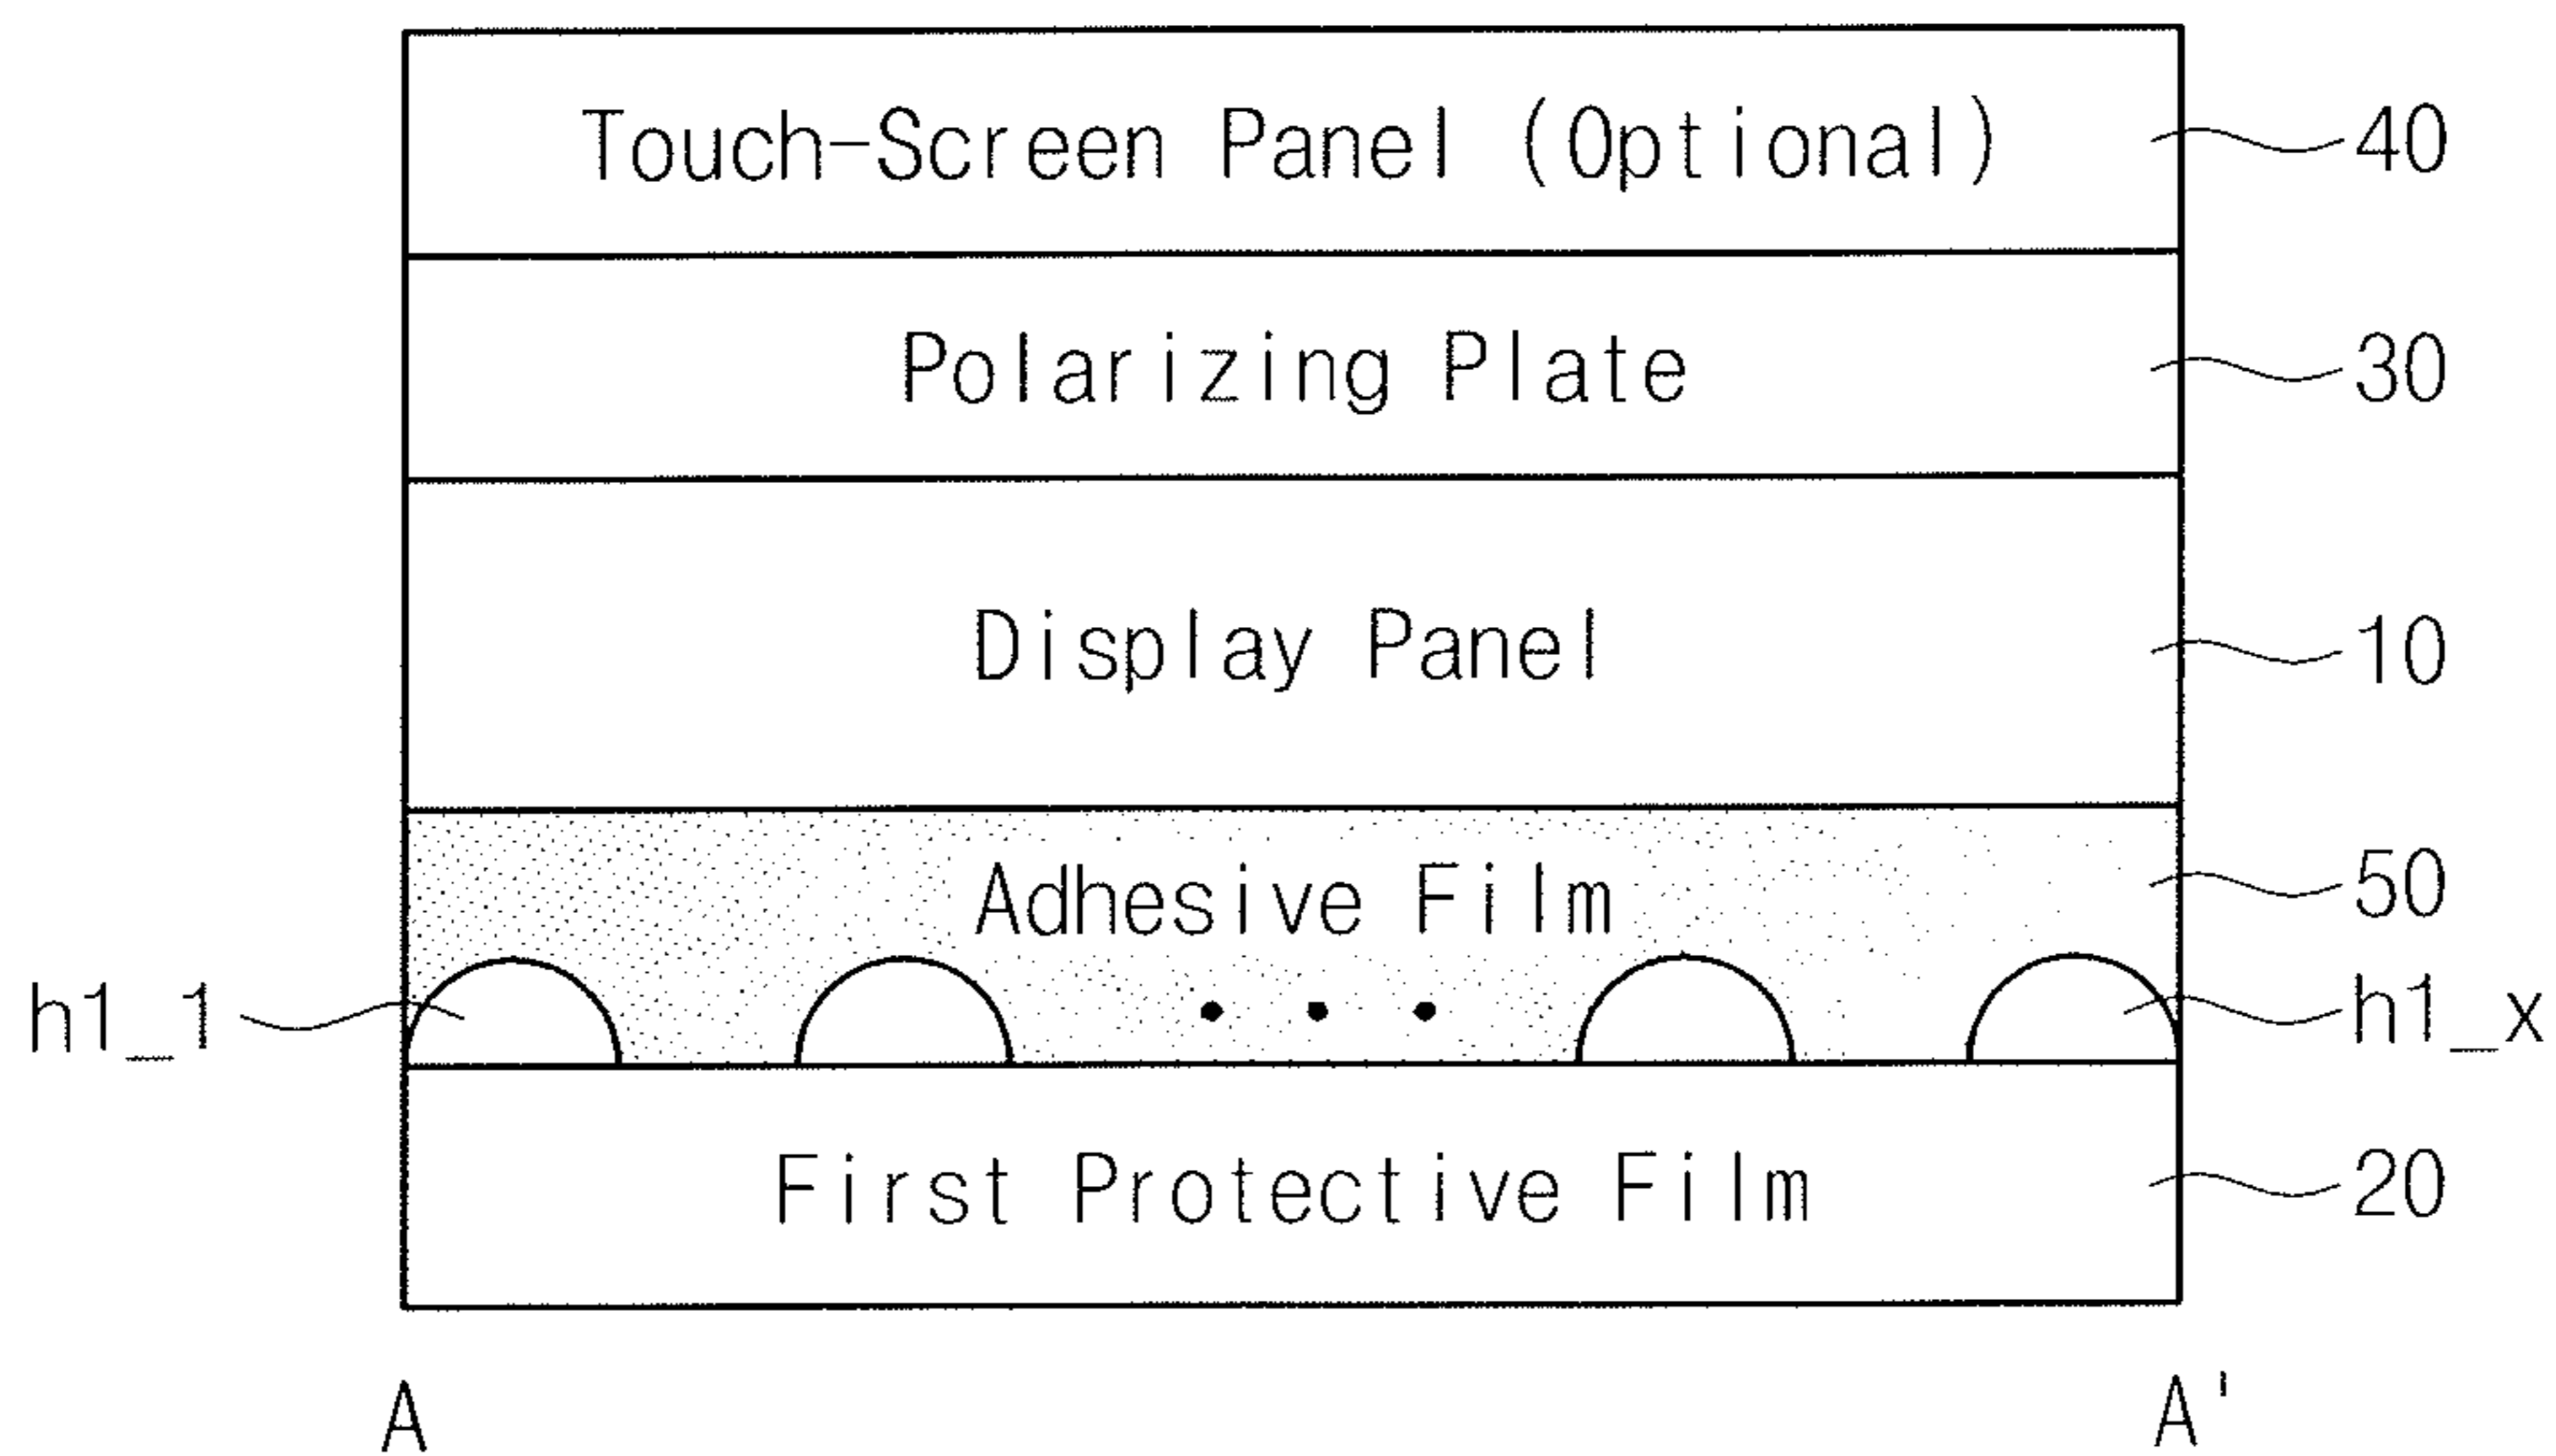 Touch-Screen Panel (Optional) 40
Polarizing Plate 30
Display Panel 10
Adhesive Film 50
h1_1 h1_x
First Protective Film 20
A A'